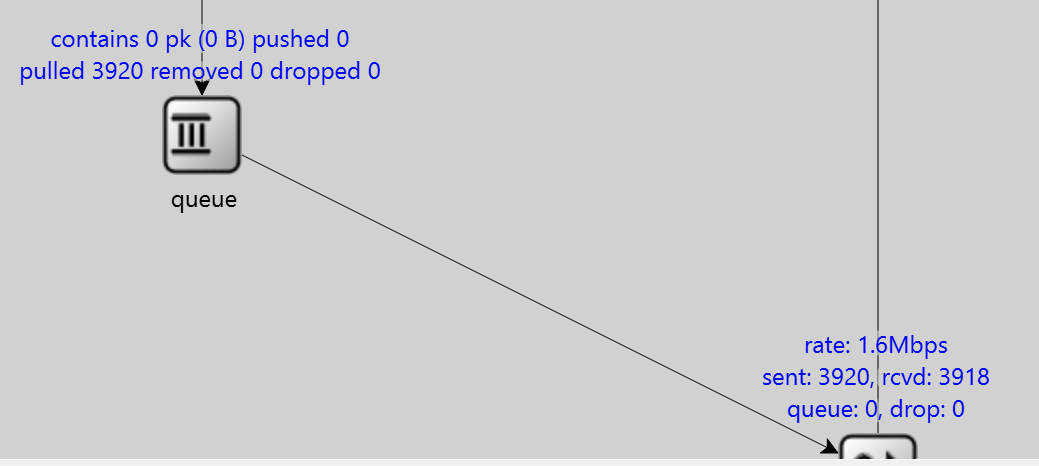 contains 0 pk (0 B) pushed 0
pulled 3920 removed 0 dropped 0
queue
rate: 1.6Mbps
sent: 3920, rcvd: 3918
queue: 0, drop: 0